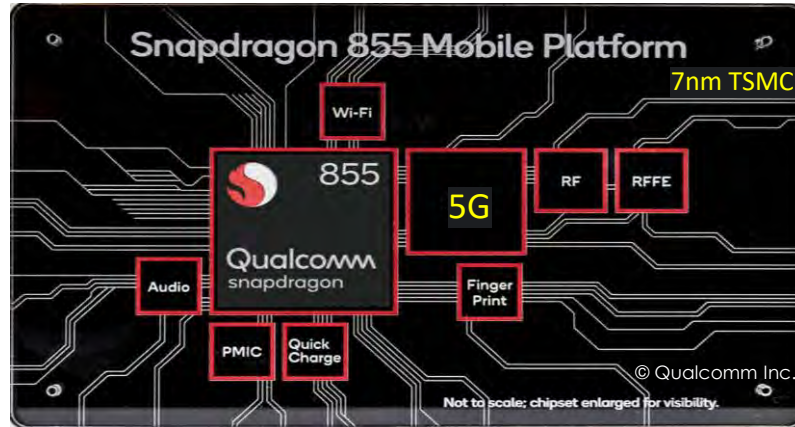 Snapdragon 855 Mobile Platform
7nm TSMC
Wi-Fi
855
Qualcomm
snapdragon
5G
RF
RFFE
Audio
Finger
Print
PMIC
Quick
Charge
© Qualcomm Inc.
Not to scale; chipset enlarged for visibility.